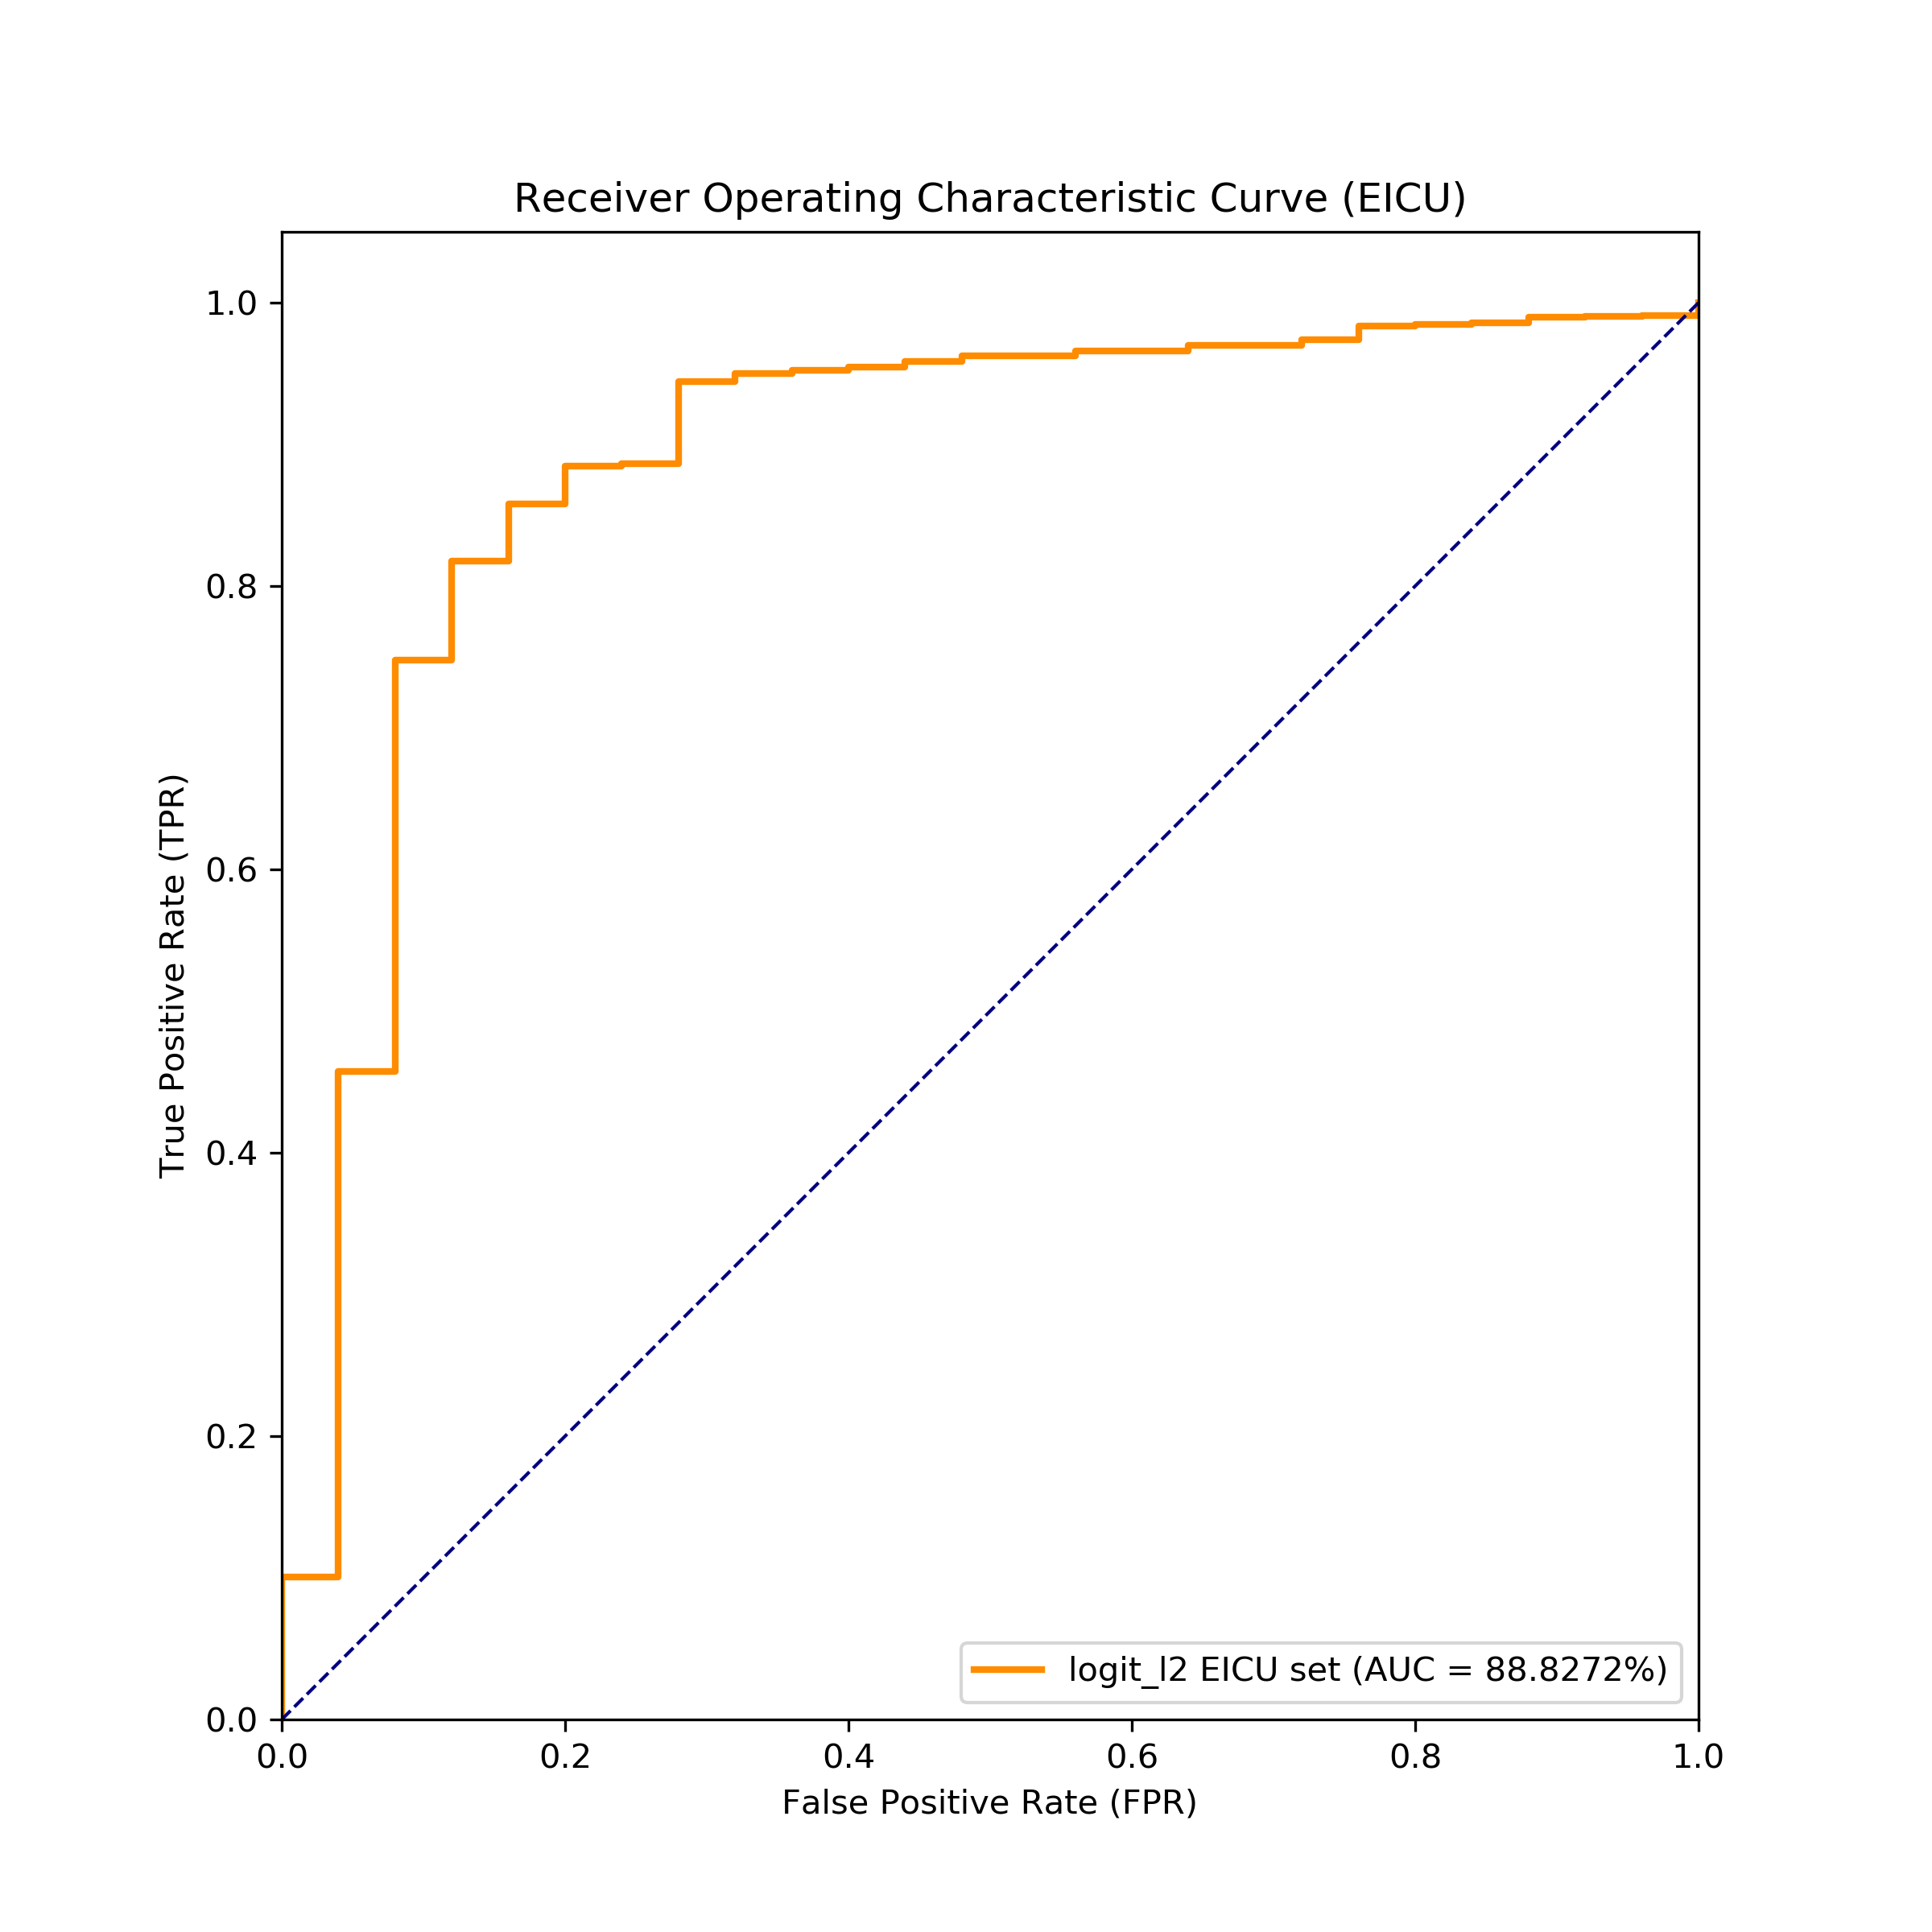 Receiver Operating Characteristic Curve (EICU)
1.0
0.8
0.6
0.4
0.2
0.0
True Positive Rate (TPR)
logit_l2 EICU set (AUC = 88.8272%)
0.0 0.2 0.4 0.6 0.8 1.0
False Positive Rate (FPR)